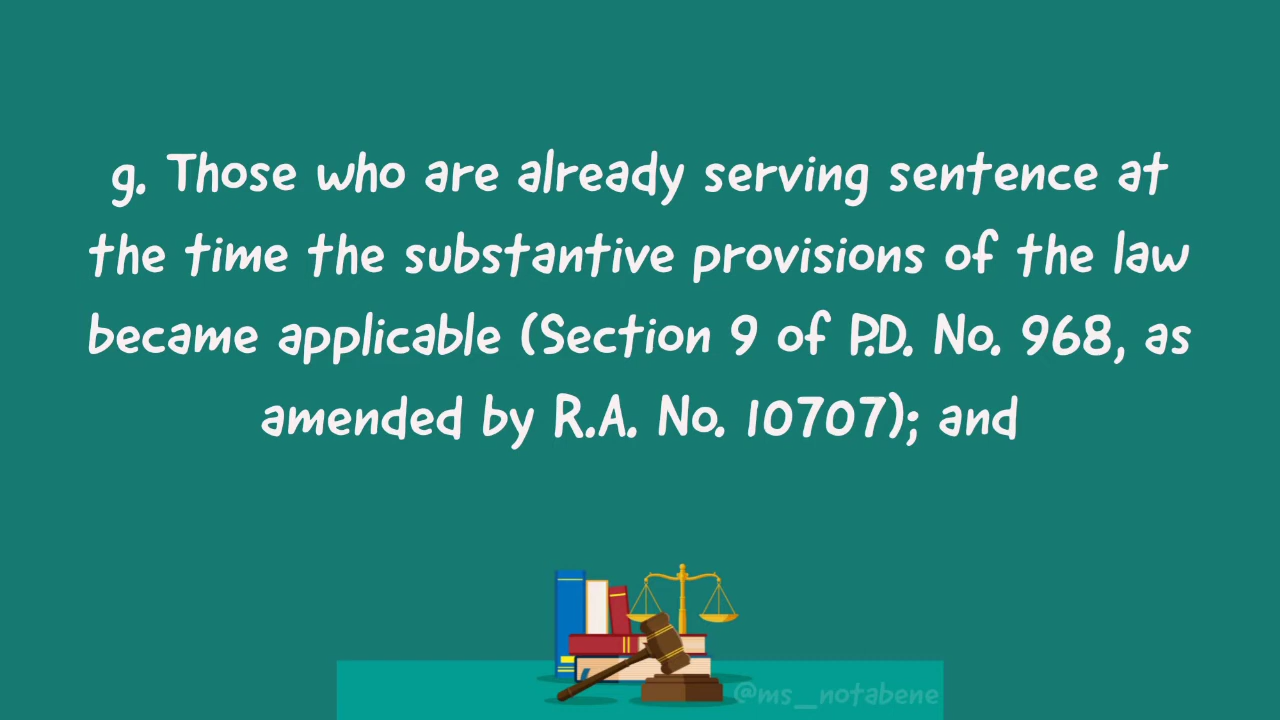 g. Those who are already serving sentence at
the time the substantive provisions of the law
became applicable (Section 9 of P.D. No. 968, as
amended by R.A. No. 10707); and
@ms_notabene